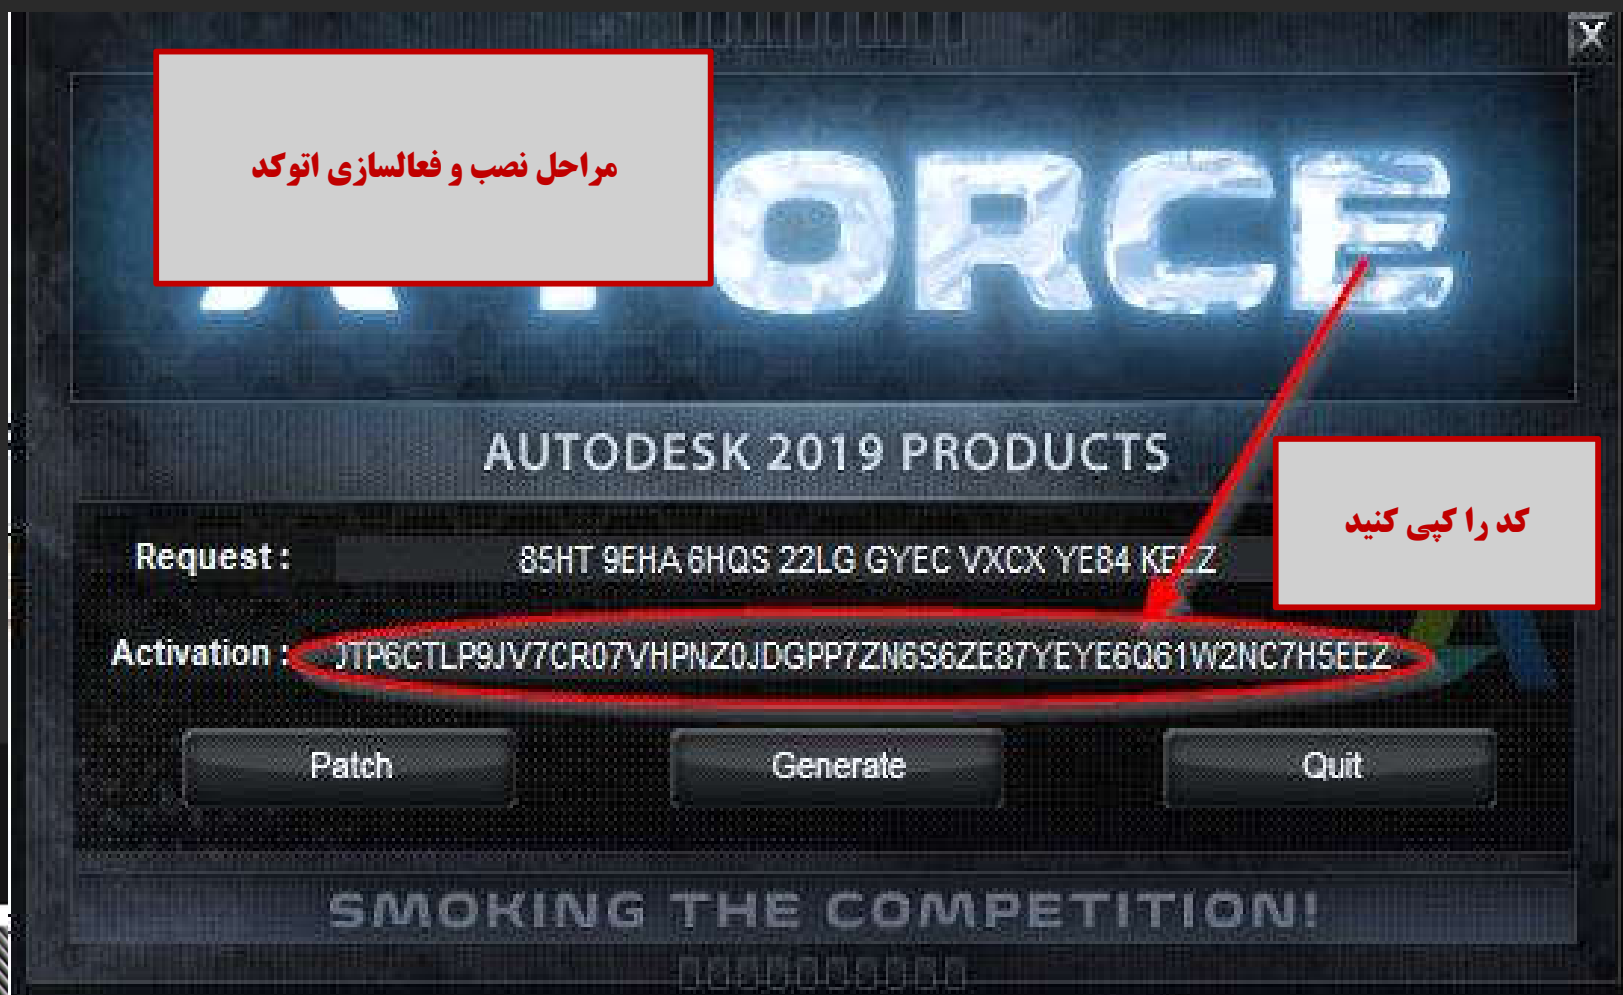 مراحل نصب و فعالسازی اتوکد
ORCE
AUTODESK 2019 PRODUCTS
کد را کپی کنید
Request : 85HT 9EHA 6HQS 22LG GYEC VXCX YE84
Activation : JTP6CTLP9JV7CR07VHPNZ0JDGPP7ZN6S6ZE87YEYE6Q61W2NC7H5EEZ
Patch
Generate
Quit
SMOKING THE COMPETITION!